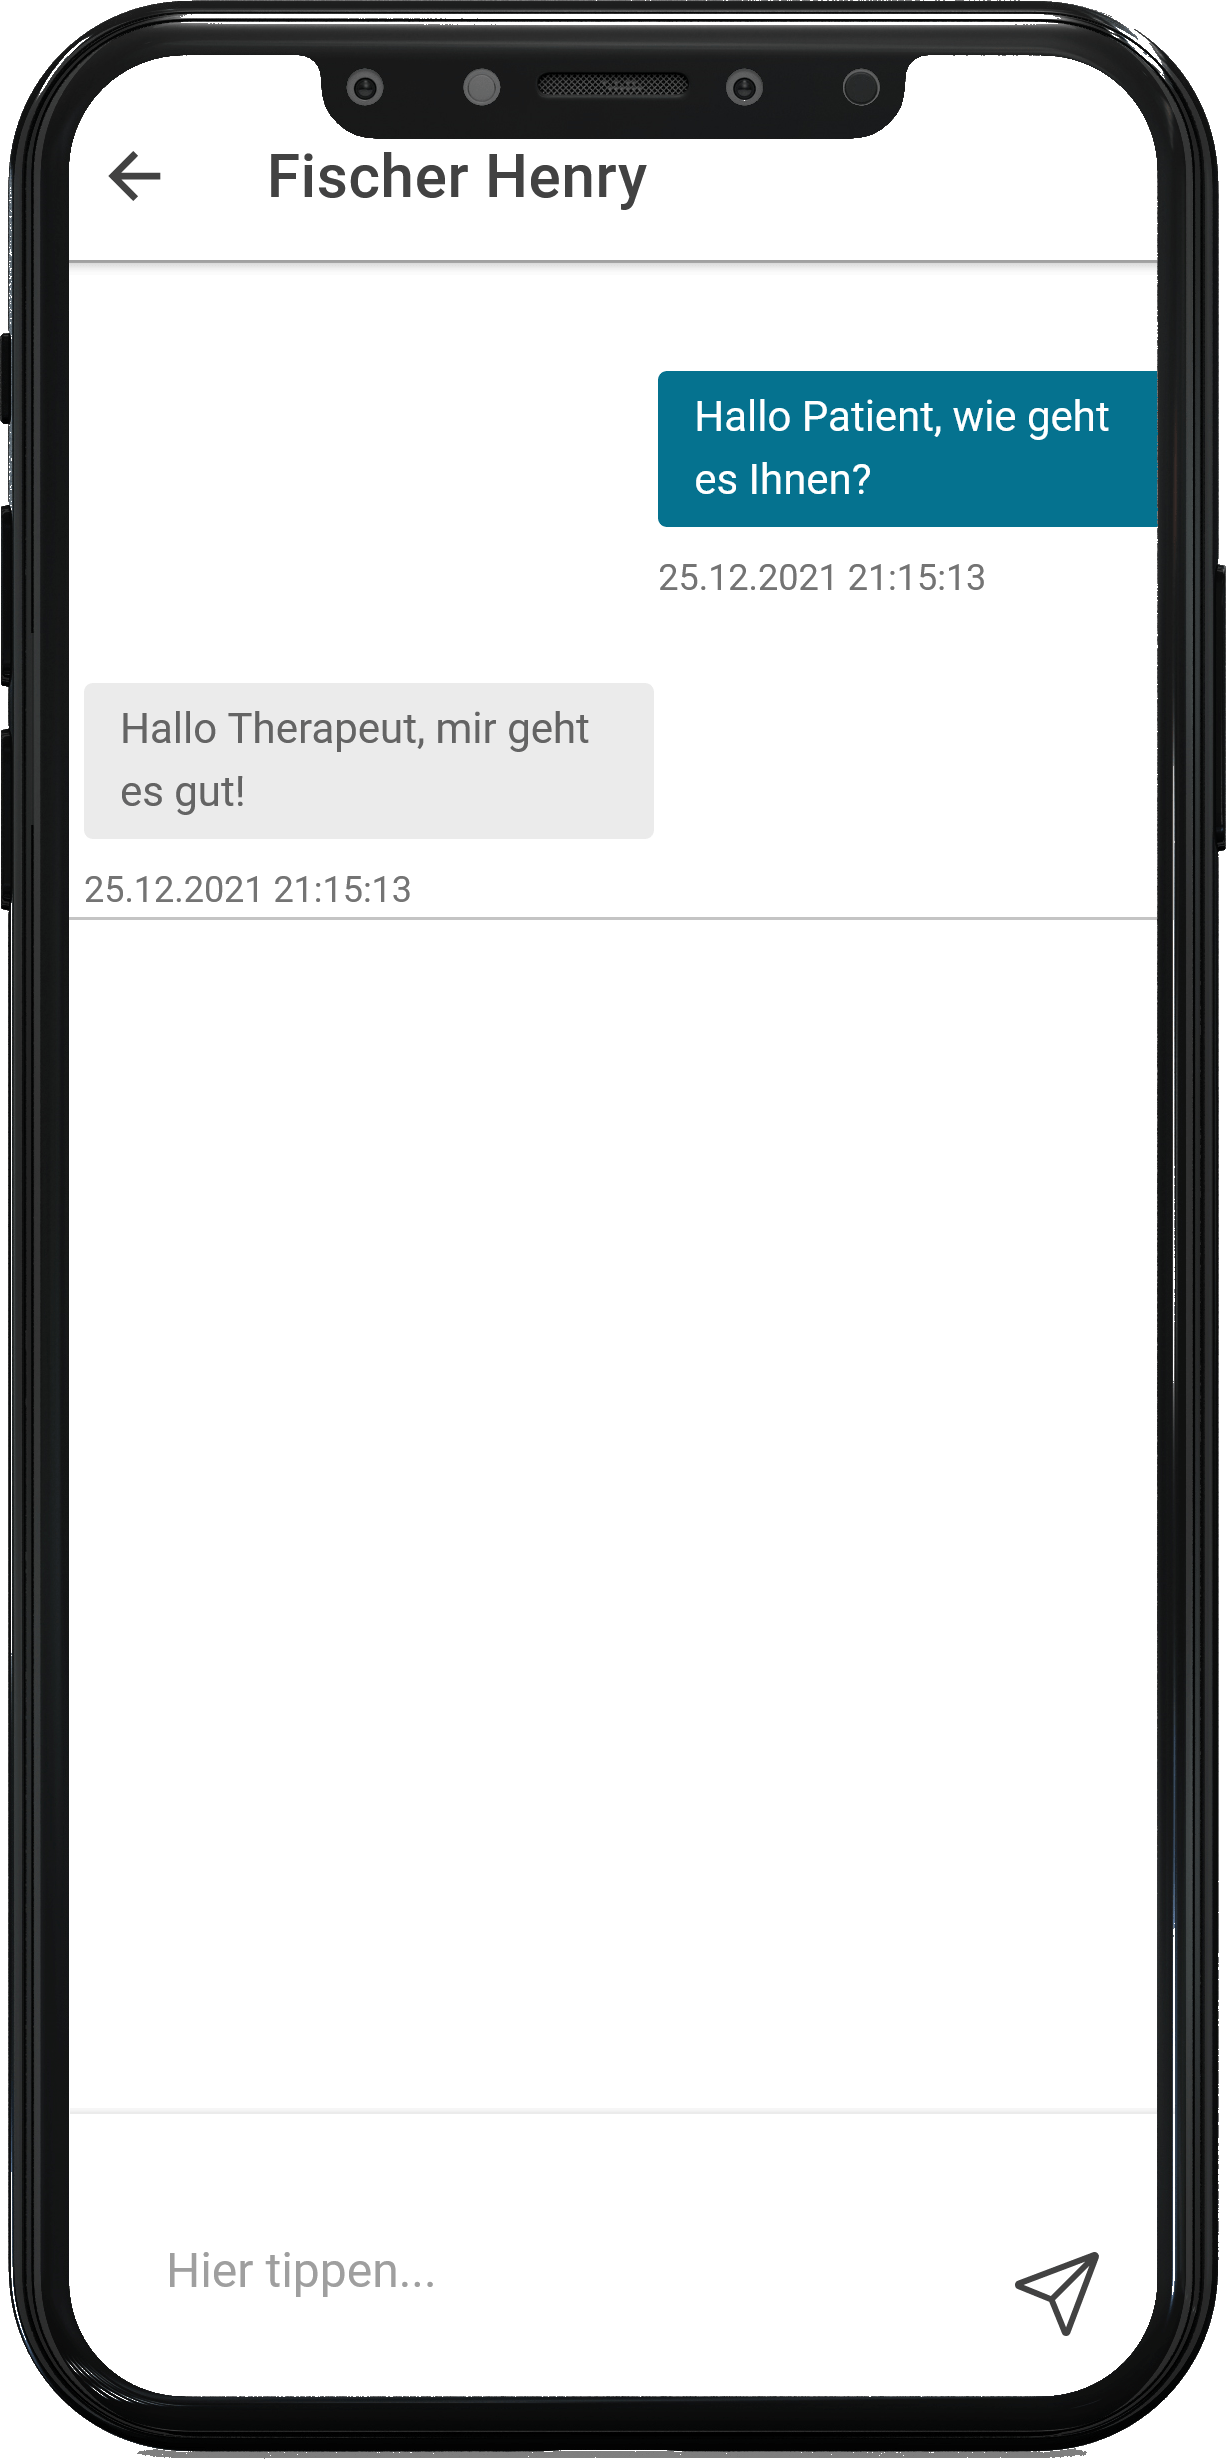 Fischer Henry
Hallo Patient, wie geht
es Ihnen?
25.12.2021 21:15:13
Hallo Therapeut, mir geht
es gut!
25.12.2021 21:15:13
Hier tippen...